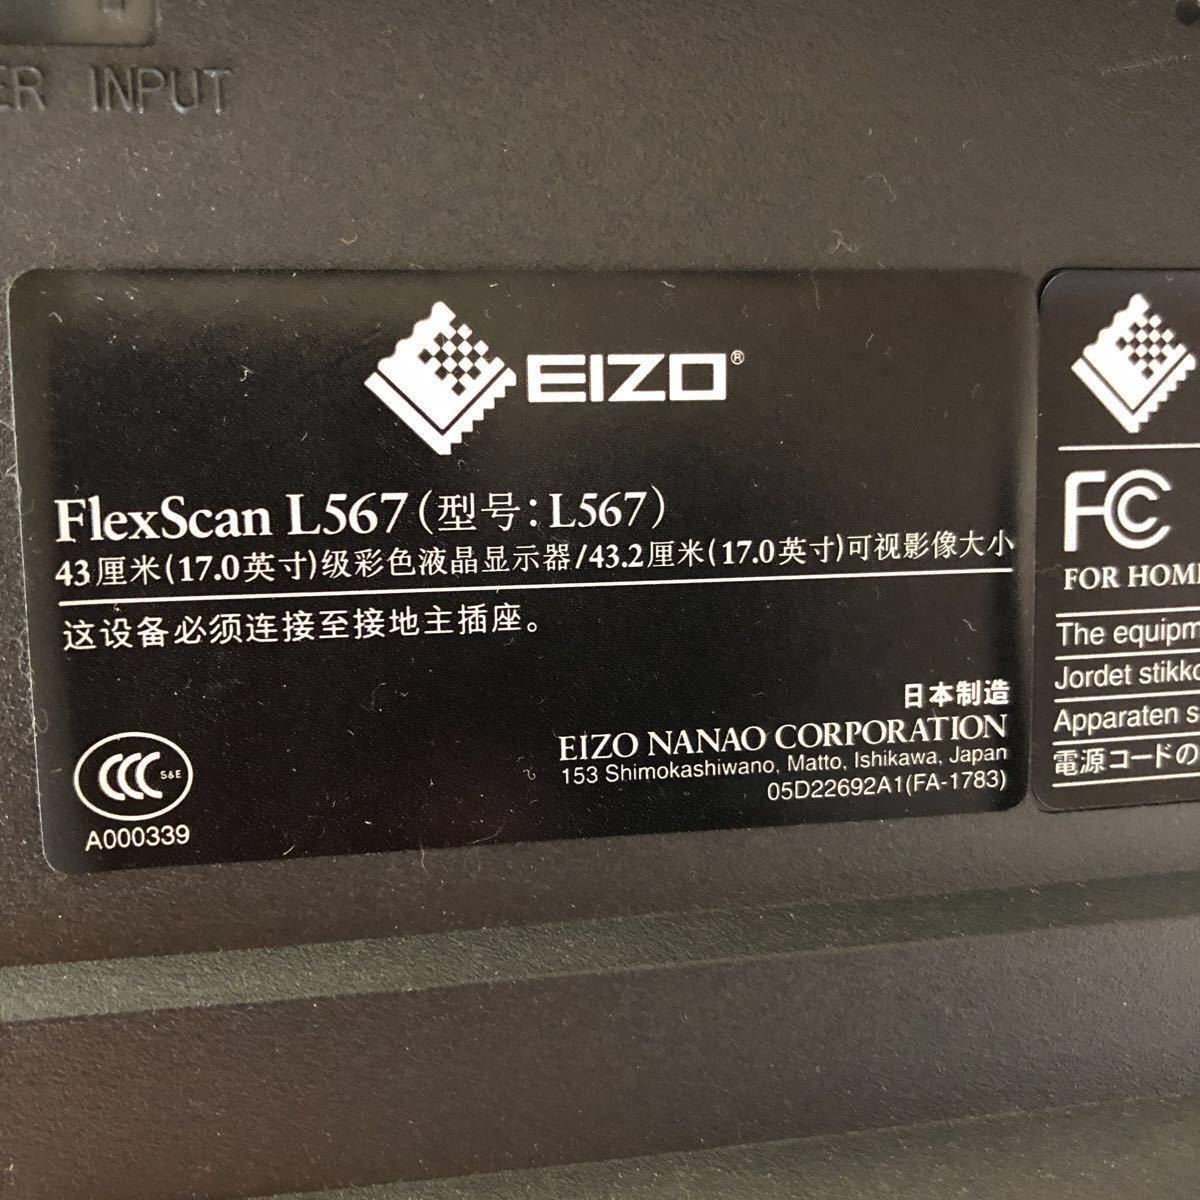 ER INPUT
EIZO®
FlexScan L567(型号:L567)
43厘米(17.0英寸)级彩色液晶显示器/43.2厘米(17.0英寸)可视影像大小
这设备必须连接至接地主插座。
日本制造
EIZO NANAO CORPORATION
153 Shimokashiwano, Matto, Ishikawa, Japan
05D22692A1(FA-1783)
CCC S&E
A000339
FC
FOR HOME
The equipm
Jordet stikko
Apparaten s
電源コードの